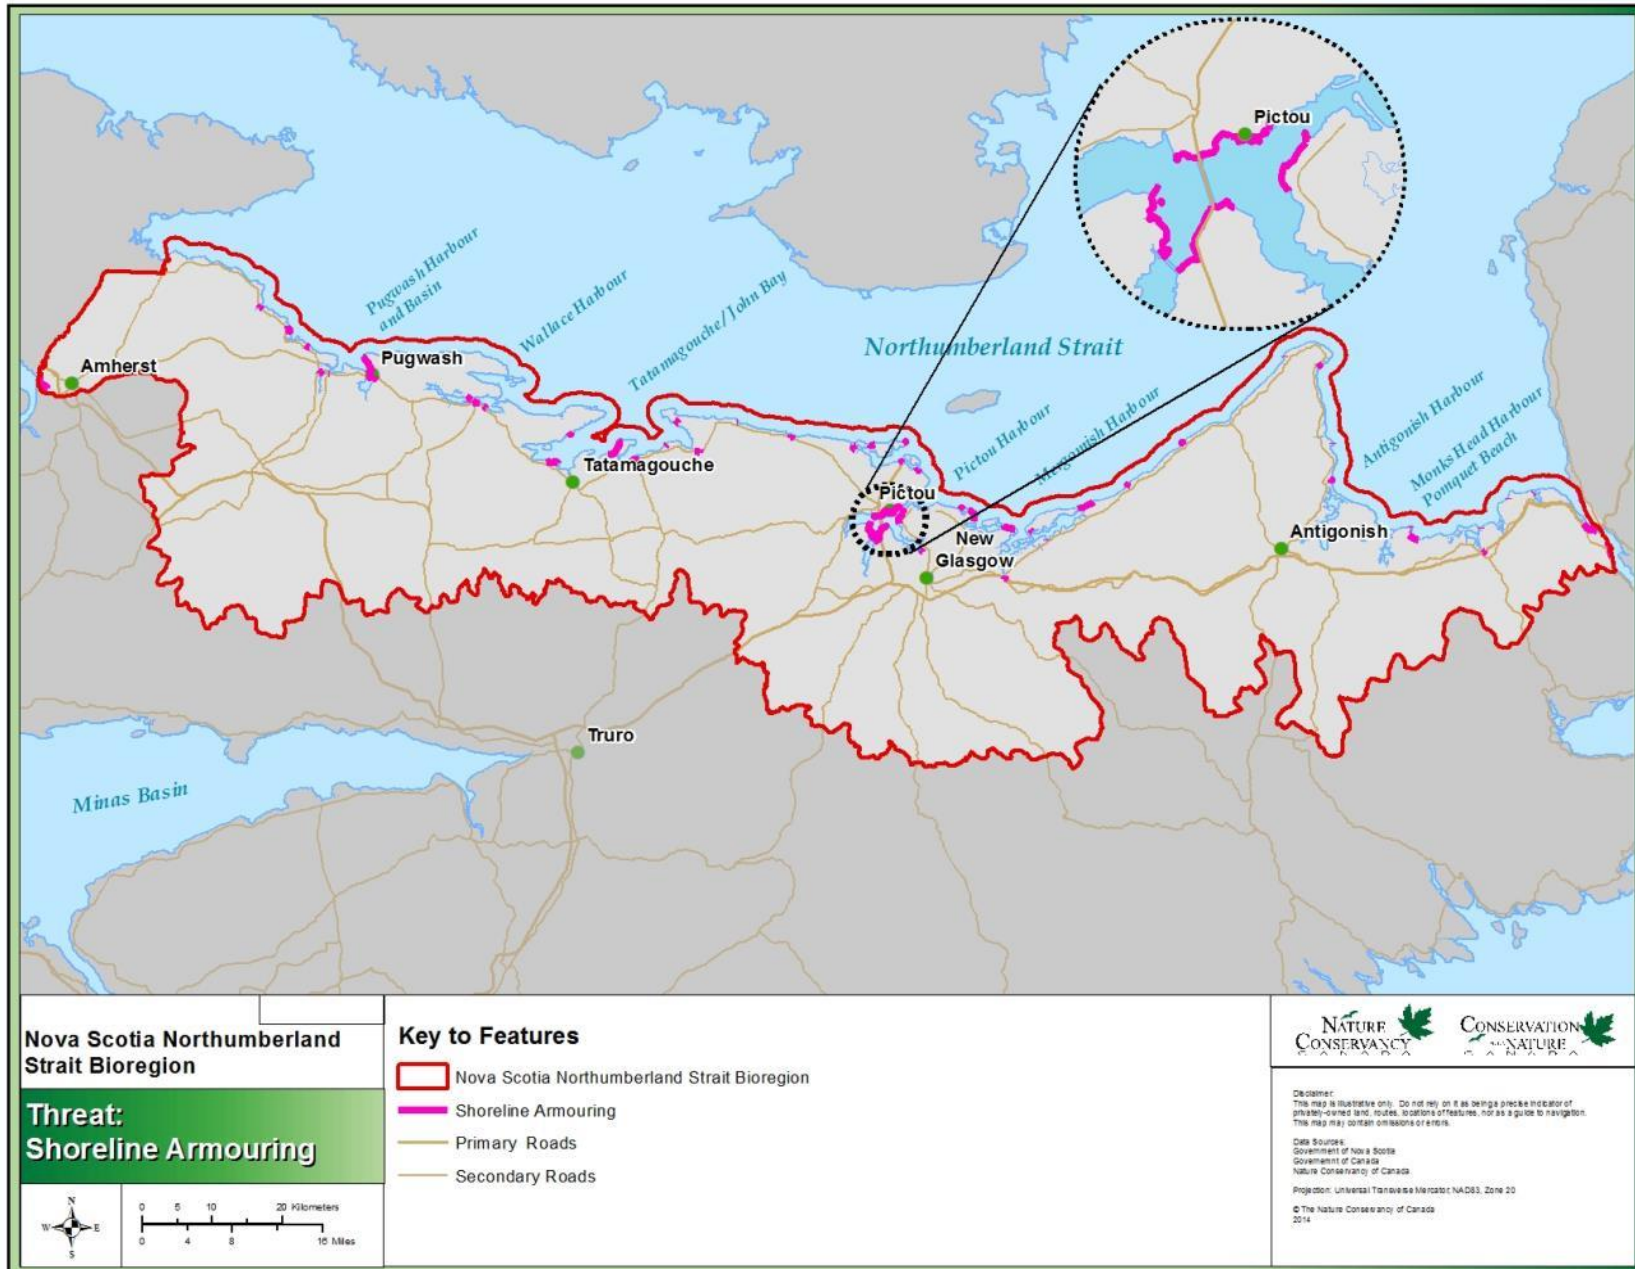 Pictou
Pugwash Harbour
and Basin
Wallace Harbour
Tatamagouche/John Bay
Northumberland Strait
Amherst
Pugwash
Pictou Harbour
Merigomish Harbour
Antigonish Harbour
Monks Head Harbour
Pomquet Beach
Tatamagouche
Pictou
New
Glasgow
Antigonish
Truro
Minas Basin
Nova Scotia Northumberland
Strait Bioregion
Threat:
Shoreline Armouring
N
W E
S
0 5 10 20 Kilometers
0 4 8 16 Miles
Key to Features
Nova Scotia Northumberland Strait Bioregion
Shoreline Armouring
Primary Roads
Secondary Roads
NATURE
CONSERVANCY
CANADA
CONSERVATION
DE LA NATURE
CANADA
Disclaimer:
This map is illustrative only. Do not rely on it as being a precise indicator of
privately-owned land, routes, locations of features, nor as a guide to navigation.
This map may contain omissions or errors.
Data Sources:
Government of Nova Scotia
Government of Canada
Nature Conservancy of Canada
Projection: Universal Transverse Mercator, NAD83, Zone 20
© The Nature Conservancy of Canada
2014